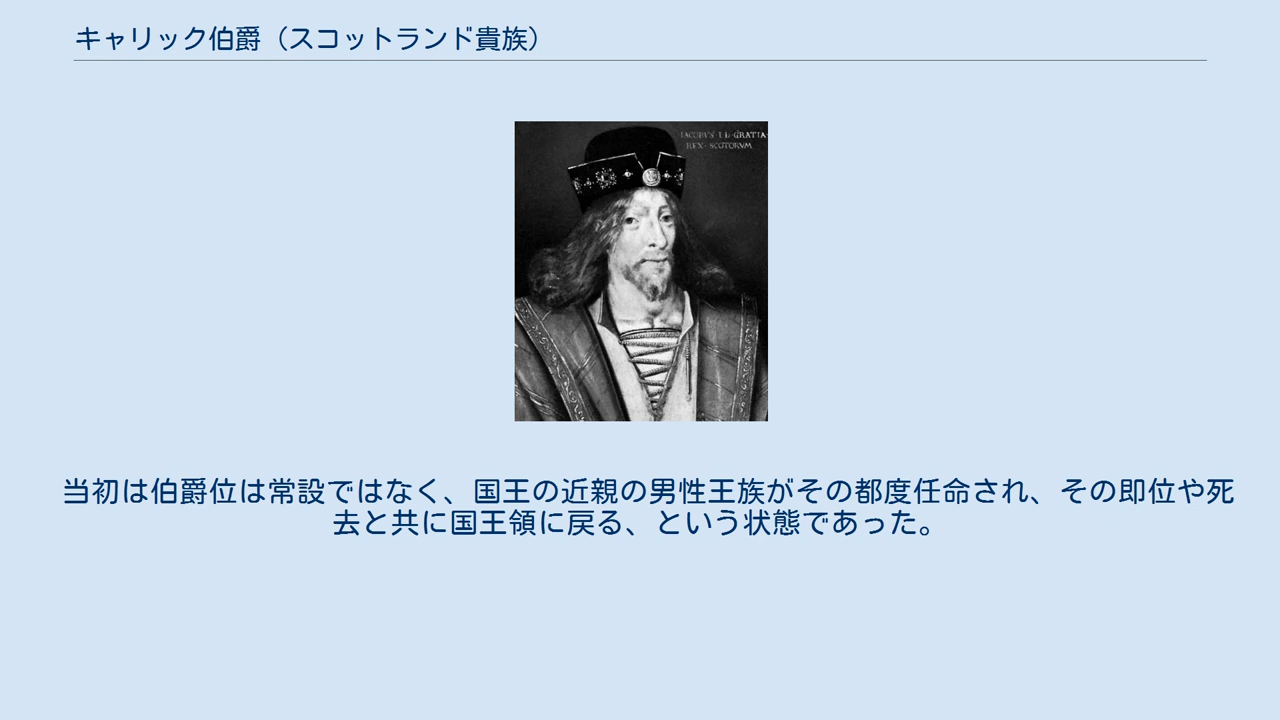 キャリック伯爵（スコットランド貴族）
IACOBVS·
GRATIA·
REX· SCOTORVM
当初は伯爵位は常設ではなく、国王の近親の男性王族がその都度任命され、その即位や死
去と共に国王領に戻る、という状態であった。